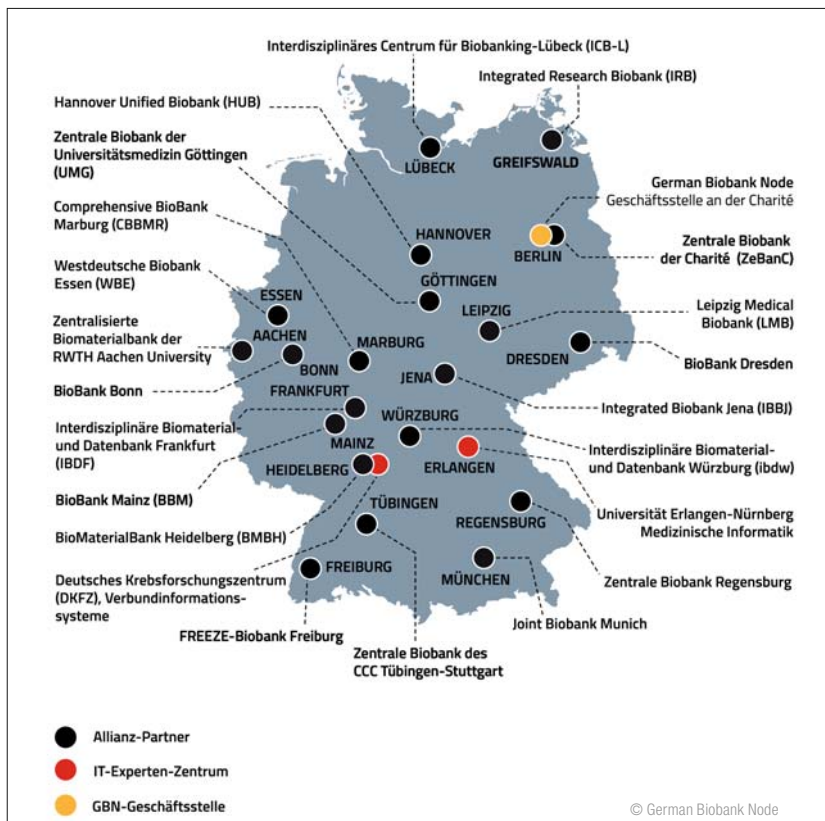 Interdisziplinäres Centrum für Biobanking-Lübeck (ICB-L)
Integrated Research Biobank (IRB)
Hannover Unified Biobank (HUB)
Zentrale Biobank der
Universitätsmedizin Göttingen
(UMG)
Comprehensive BioBank
Marburg (CBBMR)
Westdeutsche Biobank
Essen (WBE)
Zentralisierte
Biomaterialbank der
RWTH Aachen University
BioBank Bonn
Interdisziplinäre Biomaterial-
und Datenbank Frankfurt
(IBDF)
BioBank Mainz (BBM)
BioMaterialBank Heidelberg (BMBH)
Deutsches Krebsforschungszentrum
(DKFZ), Verbundinformations-
systeme
FREEZE-Biobank Freiburg
Zentrale Biobank des
CCC Tübingen-Stuttgart
LÜBECK
GREIFSWALD
HANNOVER
BERLIN
GÖTTINGEN
ESSEN
LEIPZIG
AACHEN
MARBURG
DRESDEN
BONN
JENA
FRANKFURT
WÜRZBURG
MAINZ
HEIDELBERG
ERLANGEN
TÜBINGEN
REGENSBURG
FREIBURG
MÜNCHEN
German Biobank Node
Geschäftsstelle an der Charité
Zentrale Biobank
der Charité (ZeBanC)
Leipzig Medical
Biobank (LMB)
BioBank Dresden
Integrated Biobank Jena (IBBJ)
Interdisziplinäre Biomaterial-
und Datenbank Würzburg (ibdw)
Universität Erlangen-Nürnberg
Medizinische Informatik
Zentrale Biobank Regensburg
Joint Biobank Munich
Allianz-Partner
IT-Experten-Zentrum
GBN-Geschäftsstelle
© German Biobank Node